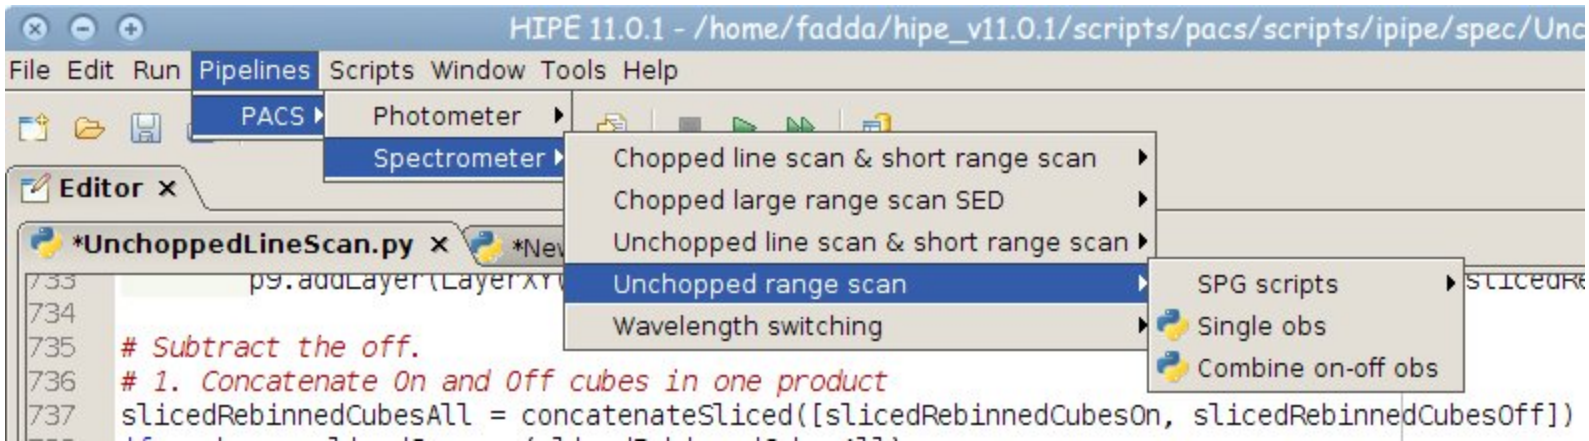 HIPE 11.0.1 - /home/fadda/hipe_v11.0.1/scripts/pacs/scripts/ipipe/spec/Unc
File Edit Run Pipelines Scripts Window Tools Help
PACS
Photometer
Spectrometer
Chopped line scan & short range scan
Chopped large range scan SED
Unchopped line scan & short range scan
Unchopped range scan
Wavelength switching
SPG scripts
Single obs
Combine on-off obs
Editor
*UnchoppedLineScan.py
*New
733 p9.addLayer(LayerXY( slicedRe
734
735 # Subtract the off.
736 # 1. Concatenate On and Off cubes in one product
737 slicedRebinnedCubesAll = concatenateSliced([slicedRebinnedCubesOn, slicedRebinnedCubesOff])